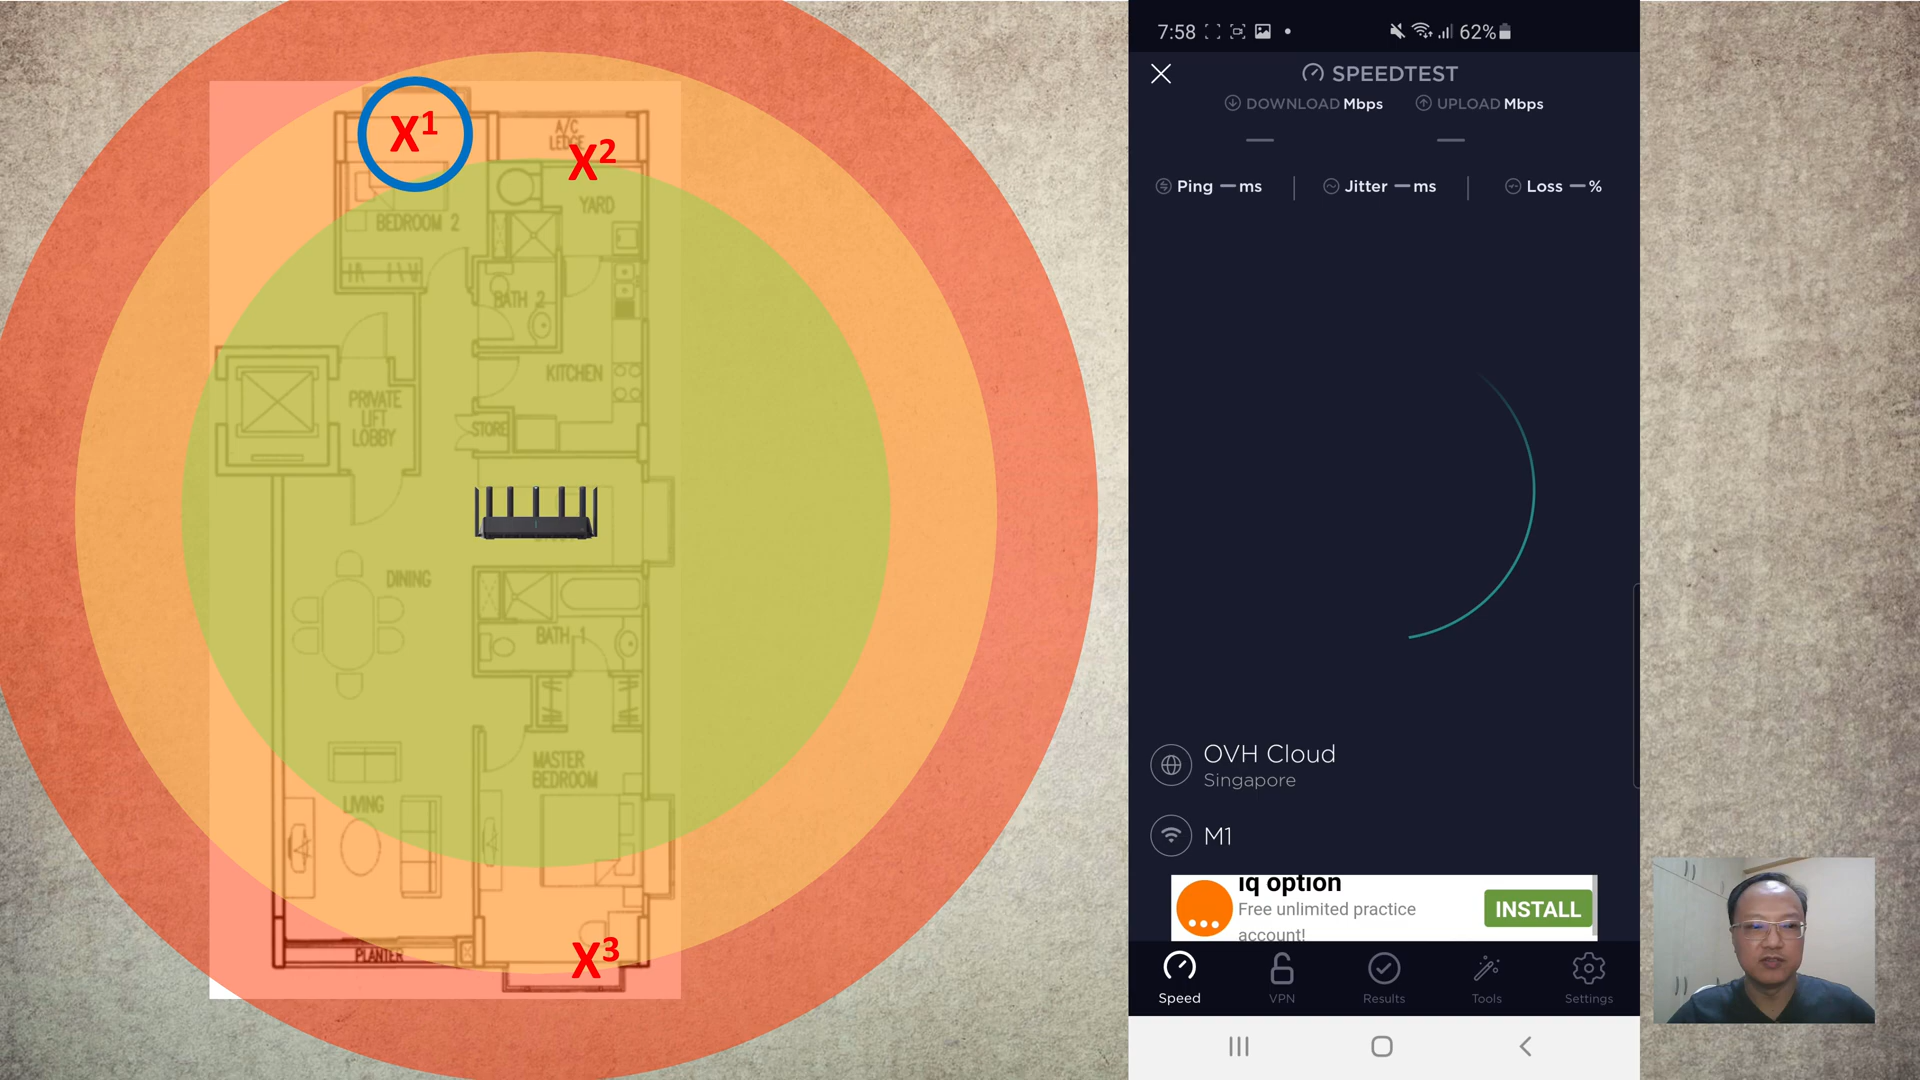 X¹
A/C
LEDGE
X²
YARD
BEDROOM 2
BATH 2
KITCHEN
PRIVATE
LIFT
LOBBY
STORE
DINING
BATH 1
MASTER
BEDROOM
LIVING
X³
PLANTER
7:58
62%
SPEEDTEST
DOWNLOAD Mbps
UPLOAD Mbps
— —
Ping — ms
Jitter — ms
Loss — %
OVH Cloud
Singapore
M1
iq option
Free unlimited practice
account!
INSTALL
Speed
VPN
Results
Tools
Settings